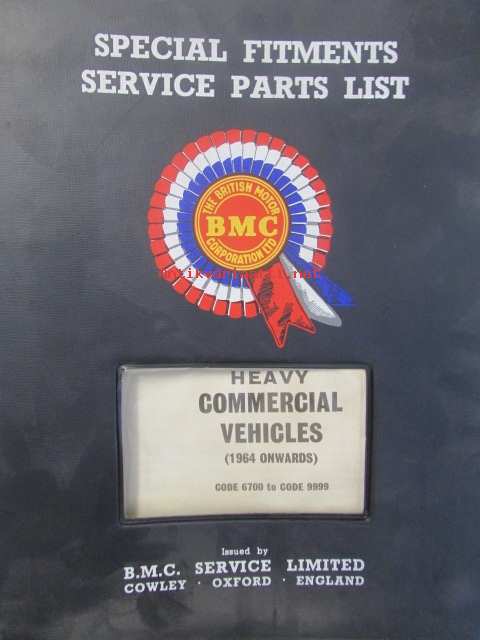 SPECIAL FITMENTS
SERVICE PARTS LIST
THE BRITISH MOTOR
BMC
CORPORATION LTD
HEAVY
COMMERCIAL
VEHICLES
(1964 ONWARDS)
CODE 6700 to CODE 9999
Issued by
B.M.C. SERVICE LIMITED
COWLEY · OXFORD · ENGLAND